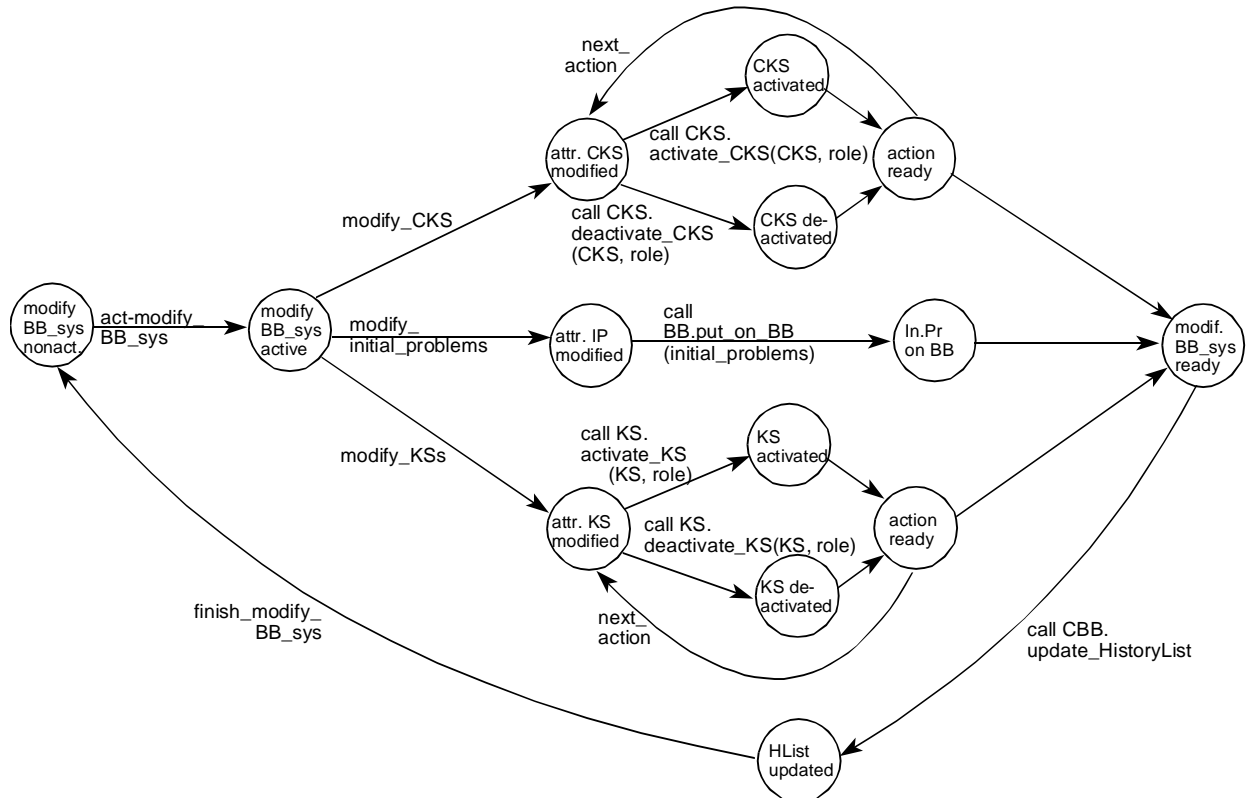 next_
action
CKS
activated
call CKS.
activate_CKS(CKS, role)
attr. CKS
modified
action
ready
call CKS.
deactivate_CKS
(CKS, role)
CKS de-
activated
modify_CKS
modify
BB_sys
nonact.
act-modify_
BB_sys
modify
BB_sys
active
modify_
initial_problems
attr. IP
modified
call
BB.put_on_BB
(initial_problems)
In.Pr
on BB
modif.
BB_sys
ready
modify_KSs
call KS.
activate_KS
(KS, role)
KS
activated
attr. KS
modified
call KS.
deactivate_KS(KS, role)
action
ready
KS de-
activated
next_
action
finish_modify_
BB_sys
call CBB.
update_HistoryList
HList
updated